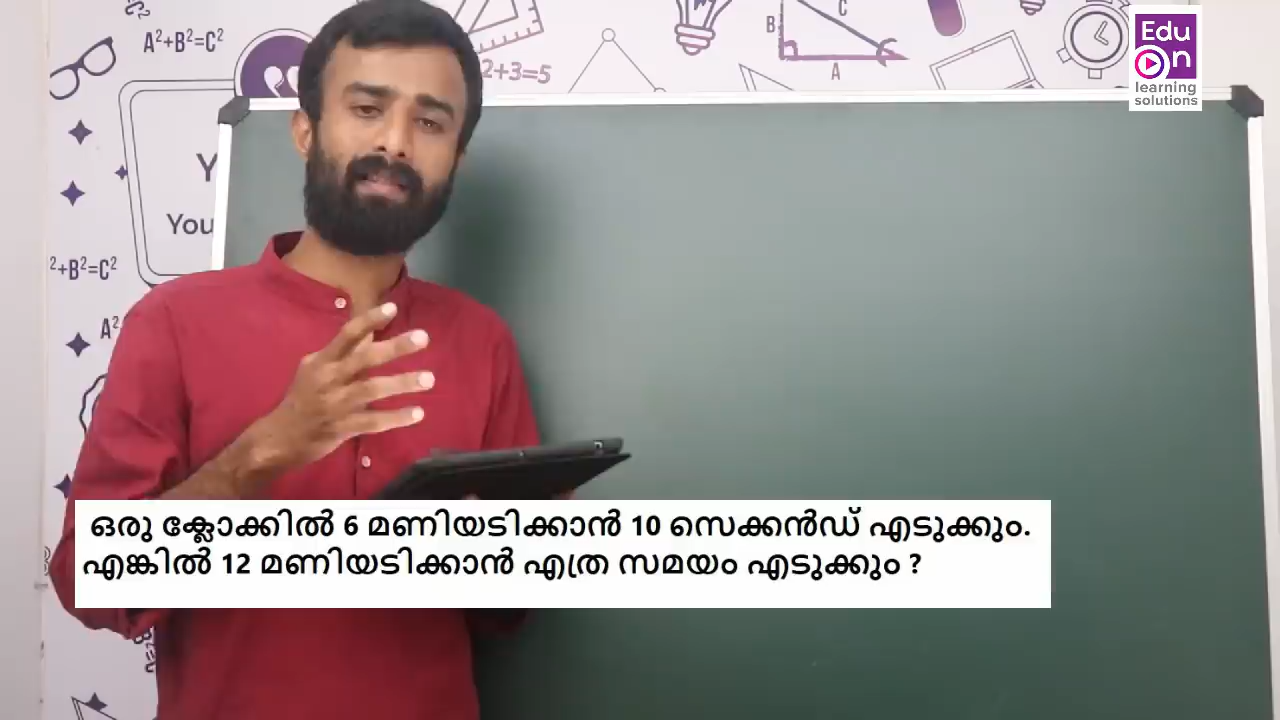 A²+B²=C²
2+3=5
B
C
A
Edu
On
learning
solutions
Y
You
²+B²=C²
A²
ഒരു ക്ലോക്കിൽ 6 മണിയടിക്കാൻ 10 സെക്കൻഡ് എടുക്കും.
എങ്കിൽ 12 മണിയടിക്കാൻ എത്ര സമയം എടുക്കും ?